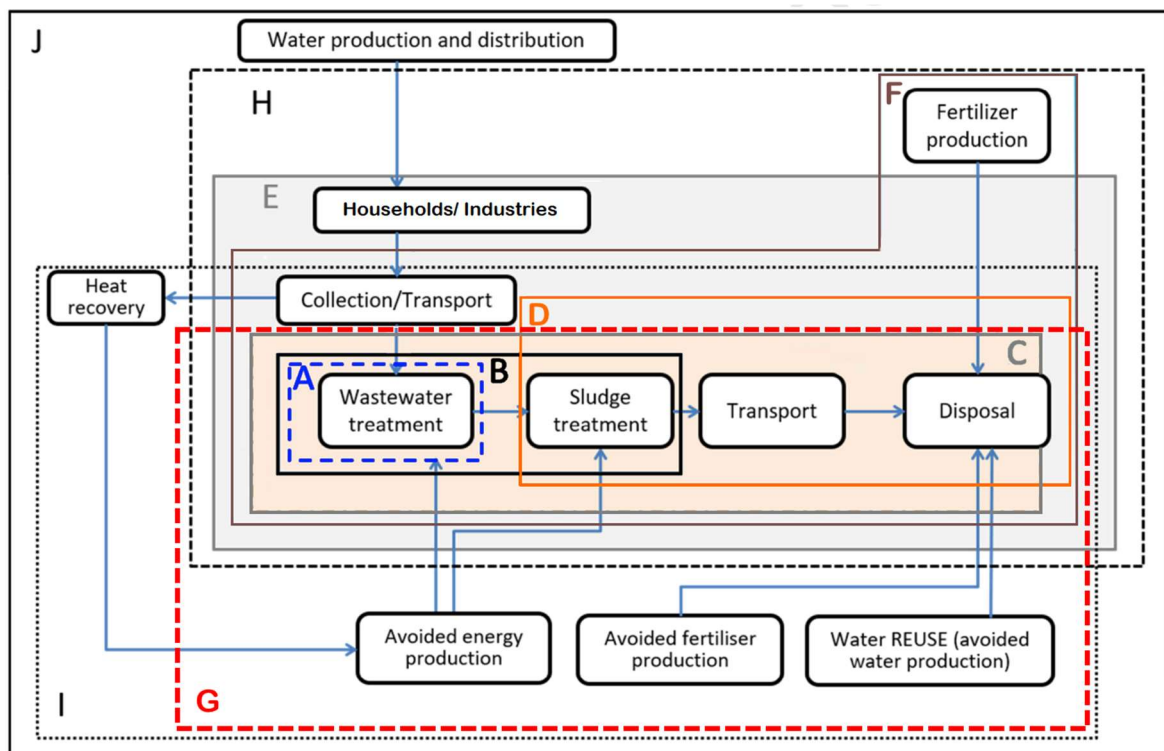 J
Water production and distribution
H
F
Fertilizer
production
E
Households/ Industries
Heat
recovery
Collection/Transport
D
C
A
B
Wastewater
treatment
Sludge
treatment
Transport
Disposal
Avoided energy
production
Avoided fertiliser
production
Water REUSE (avoided
water production)
I
G